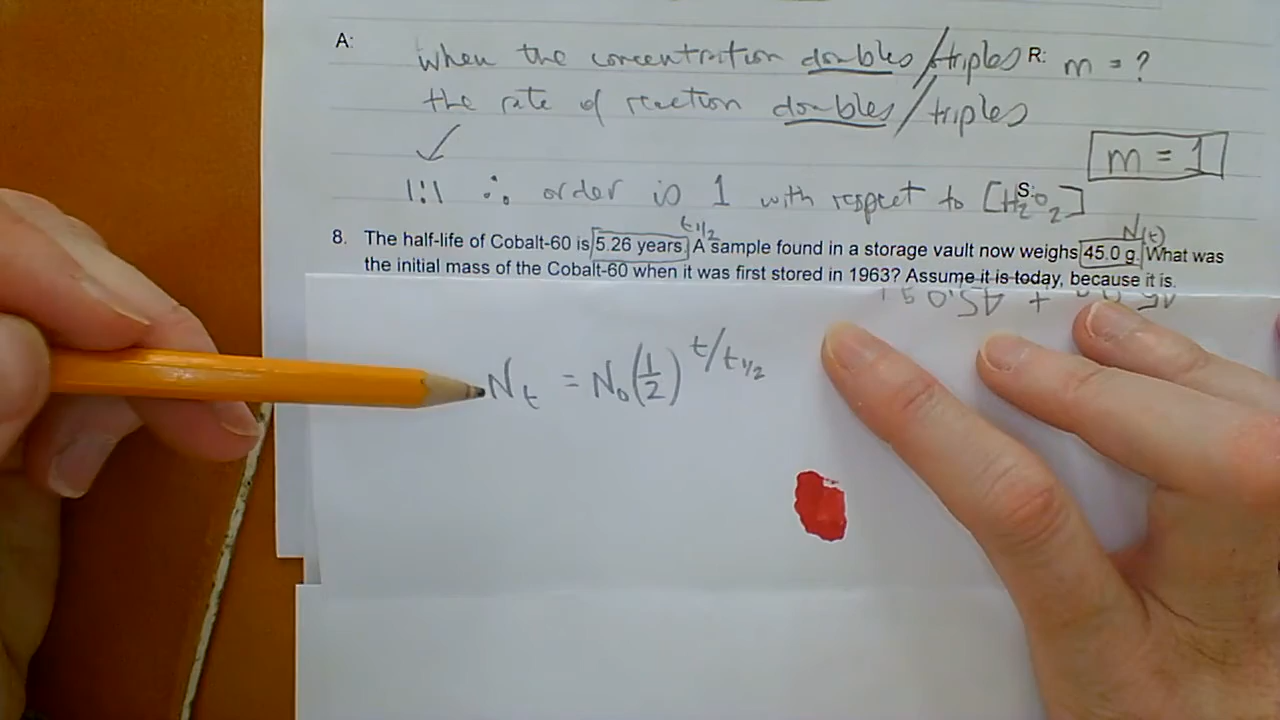 A: When the concentration doubles/triples R: m = ?
the rate of reaction doubles/triples
m = 1
1:1 ∴ order is 1 with respect to [H₂O₂]
S:
t½ N(t)
8. The half-life of Cobalt-60 is 5.26 years. A sample found in a storage vault now weighs 45.0 g. What was
the initial mass of the Cobalt-60 when it was first stored in 1963? Assume it is today, because it is.
Nt = N₀(1/2)^t/t½